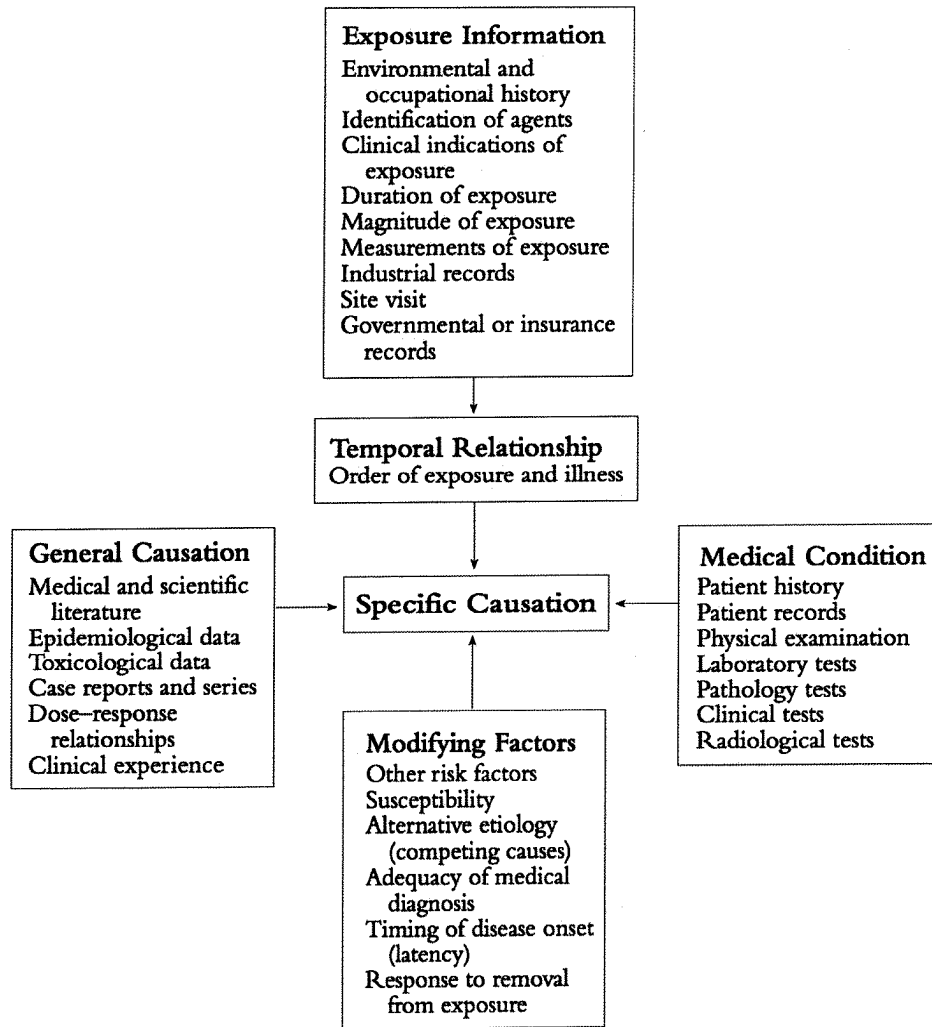 Exposure Information
Environmental and
occupational history
Identification of agents
Clinical indications of
exposure
Duration of exposure
Magnitude of exposure
Measurements of exposure
Industrial records
Site visit
Governmental or insurance
records
Temporal Relationship
Order of exposure and illness
General Causation
Medical and scientific
literature
Epidemiological data
Toxicological data
Case reports and series
Dose–response
relationships
Clinical experience
Specific Causation
Medical Condition
Patient history
Patient records
Physical examination
Laboratory tests
Pathology tests
Clinical tests
Radiological tests
Modifying Factors
Other risk factors
Susceptibility
Alternative etiology
(competing causes)
Adequacy of medical
diagnosis
Timing of disease onset
(latency)
Response to removal
from exposure